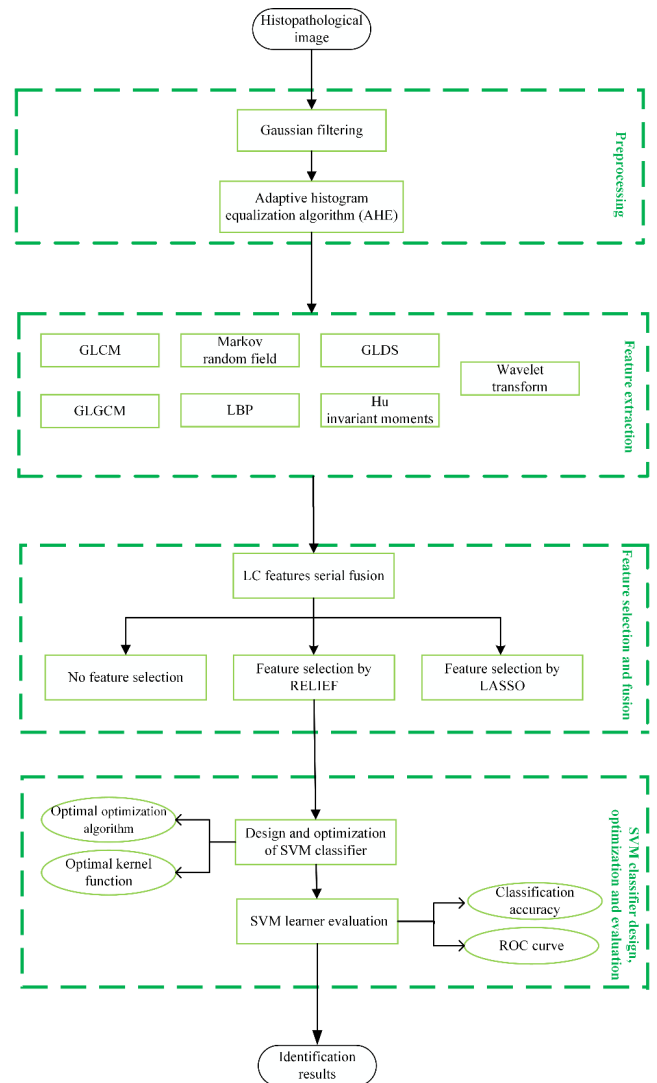 Histopathological
image
Gaussian filtering
Adaptive histogram
equalization algorithm (AHE)
Preprocessing
GLCM
Markov
random field
GLDS
Wavelet
transform
GLGCM
LBP
Hu
invariant moments
Feature extraction
LC features serial fusion
No feature selection
Feature selection by
RELIEF
Feature selection by
LASSO
Feature selection and fusion
Optimal optimization
algorithm
Optimal kernel
function
Design and optimization
of SVM classifier
SVM learner evaluation
Classification
accuracy
ROC curve
SVM classifier design,
optimization and evaluation
Identification
results